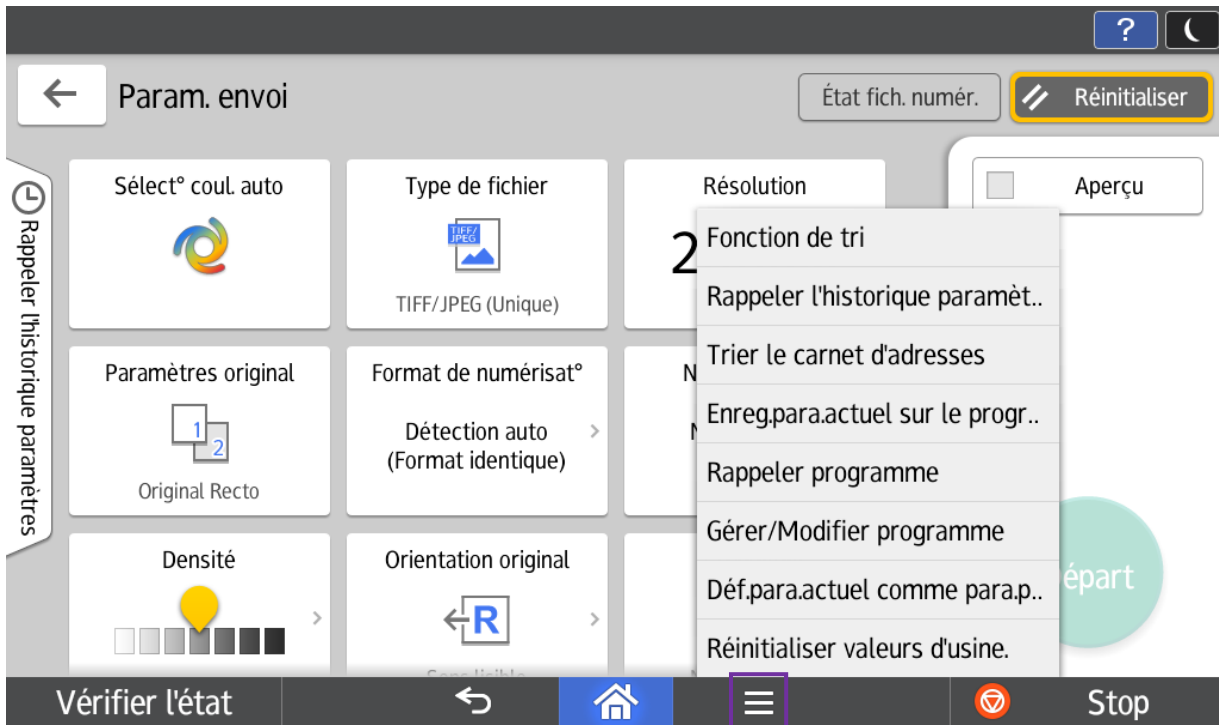 ?
Param. envoi
État fich. numér.
Réinitialiser
Rappeler l'historique paramètres
Sélect° coul. auto
Type de fichier
TIFF/
JPEG
TIFF/JPEG (Unique)
Résolution
2
Aperçu
Paramètres original
1
2
Original Recto
Format de numérisat°
Détection auto
(Format identique)
N
Densité
Orientation original
R
Fonction de tri
Rappeler l'historique paramèt..
Trier le carnet d'adresses
Enreg.para.actuel sur le progr..
Rappeler programme
Gérer/Modifier programme
Déf.para.actuel comme para.p..
Réinitialiser valeurs d'usine.
épart
Vérifier l'état
Stop